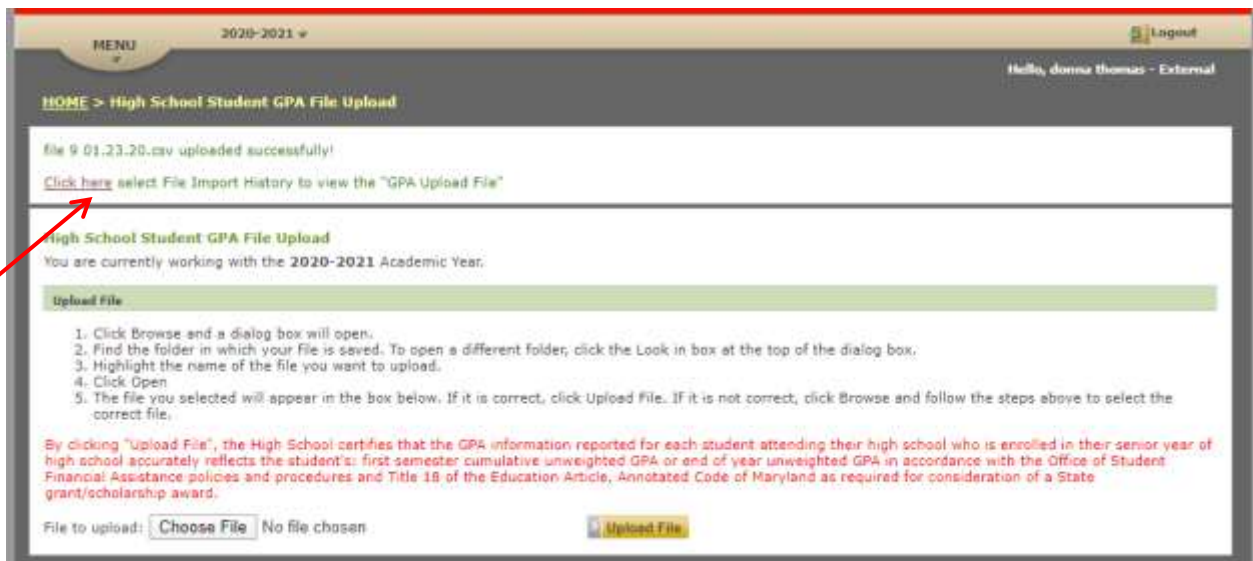 2020-2021
Logout
MENU
Hello, donna thomas - External
HOME > High School Student GPA File Upload
file 9 01.23.20.csv uploaded successfully!
Click here select File Import History to view the "GPA Upload File"
High School Student GPA File Upload
You are currently working with the 2020-2021 Academic Year.
Upload File
1. Click Browse and a dialog box will open.
2. Find the folder in which your file is saved. To open a different folder, click the Look in box at the top of the dialog box.
3. Highlight the name of the file you want to upload.
4. Click Open
5. The file you selected will appear in the box below. If it is correct, click Upload File. If it is not correct, click Browse and follow the steps above to select the
correct file.
By clicking "Upload File", the High School certifies that the GPA information reported for each student attending their high school who is enrolled in their senior year of
high school accurately reflects the student's: first semester cumulative unweighted GPA or end of year unweighted GPA in accordance with the Office of Student
Financial Assistance policies and procedures and Title 18 of the Education Article, Annotated Code of Maryland as required for consideration of a State
grant/scholarship award.
File to upload: Choose File No file chosen
Upload File